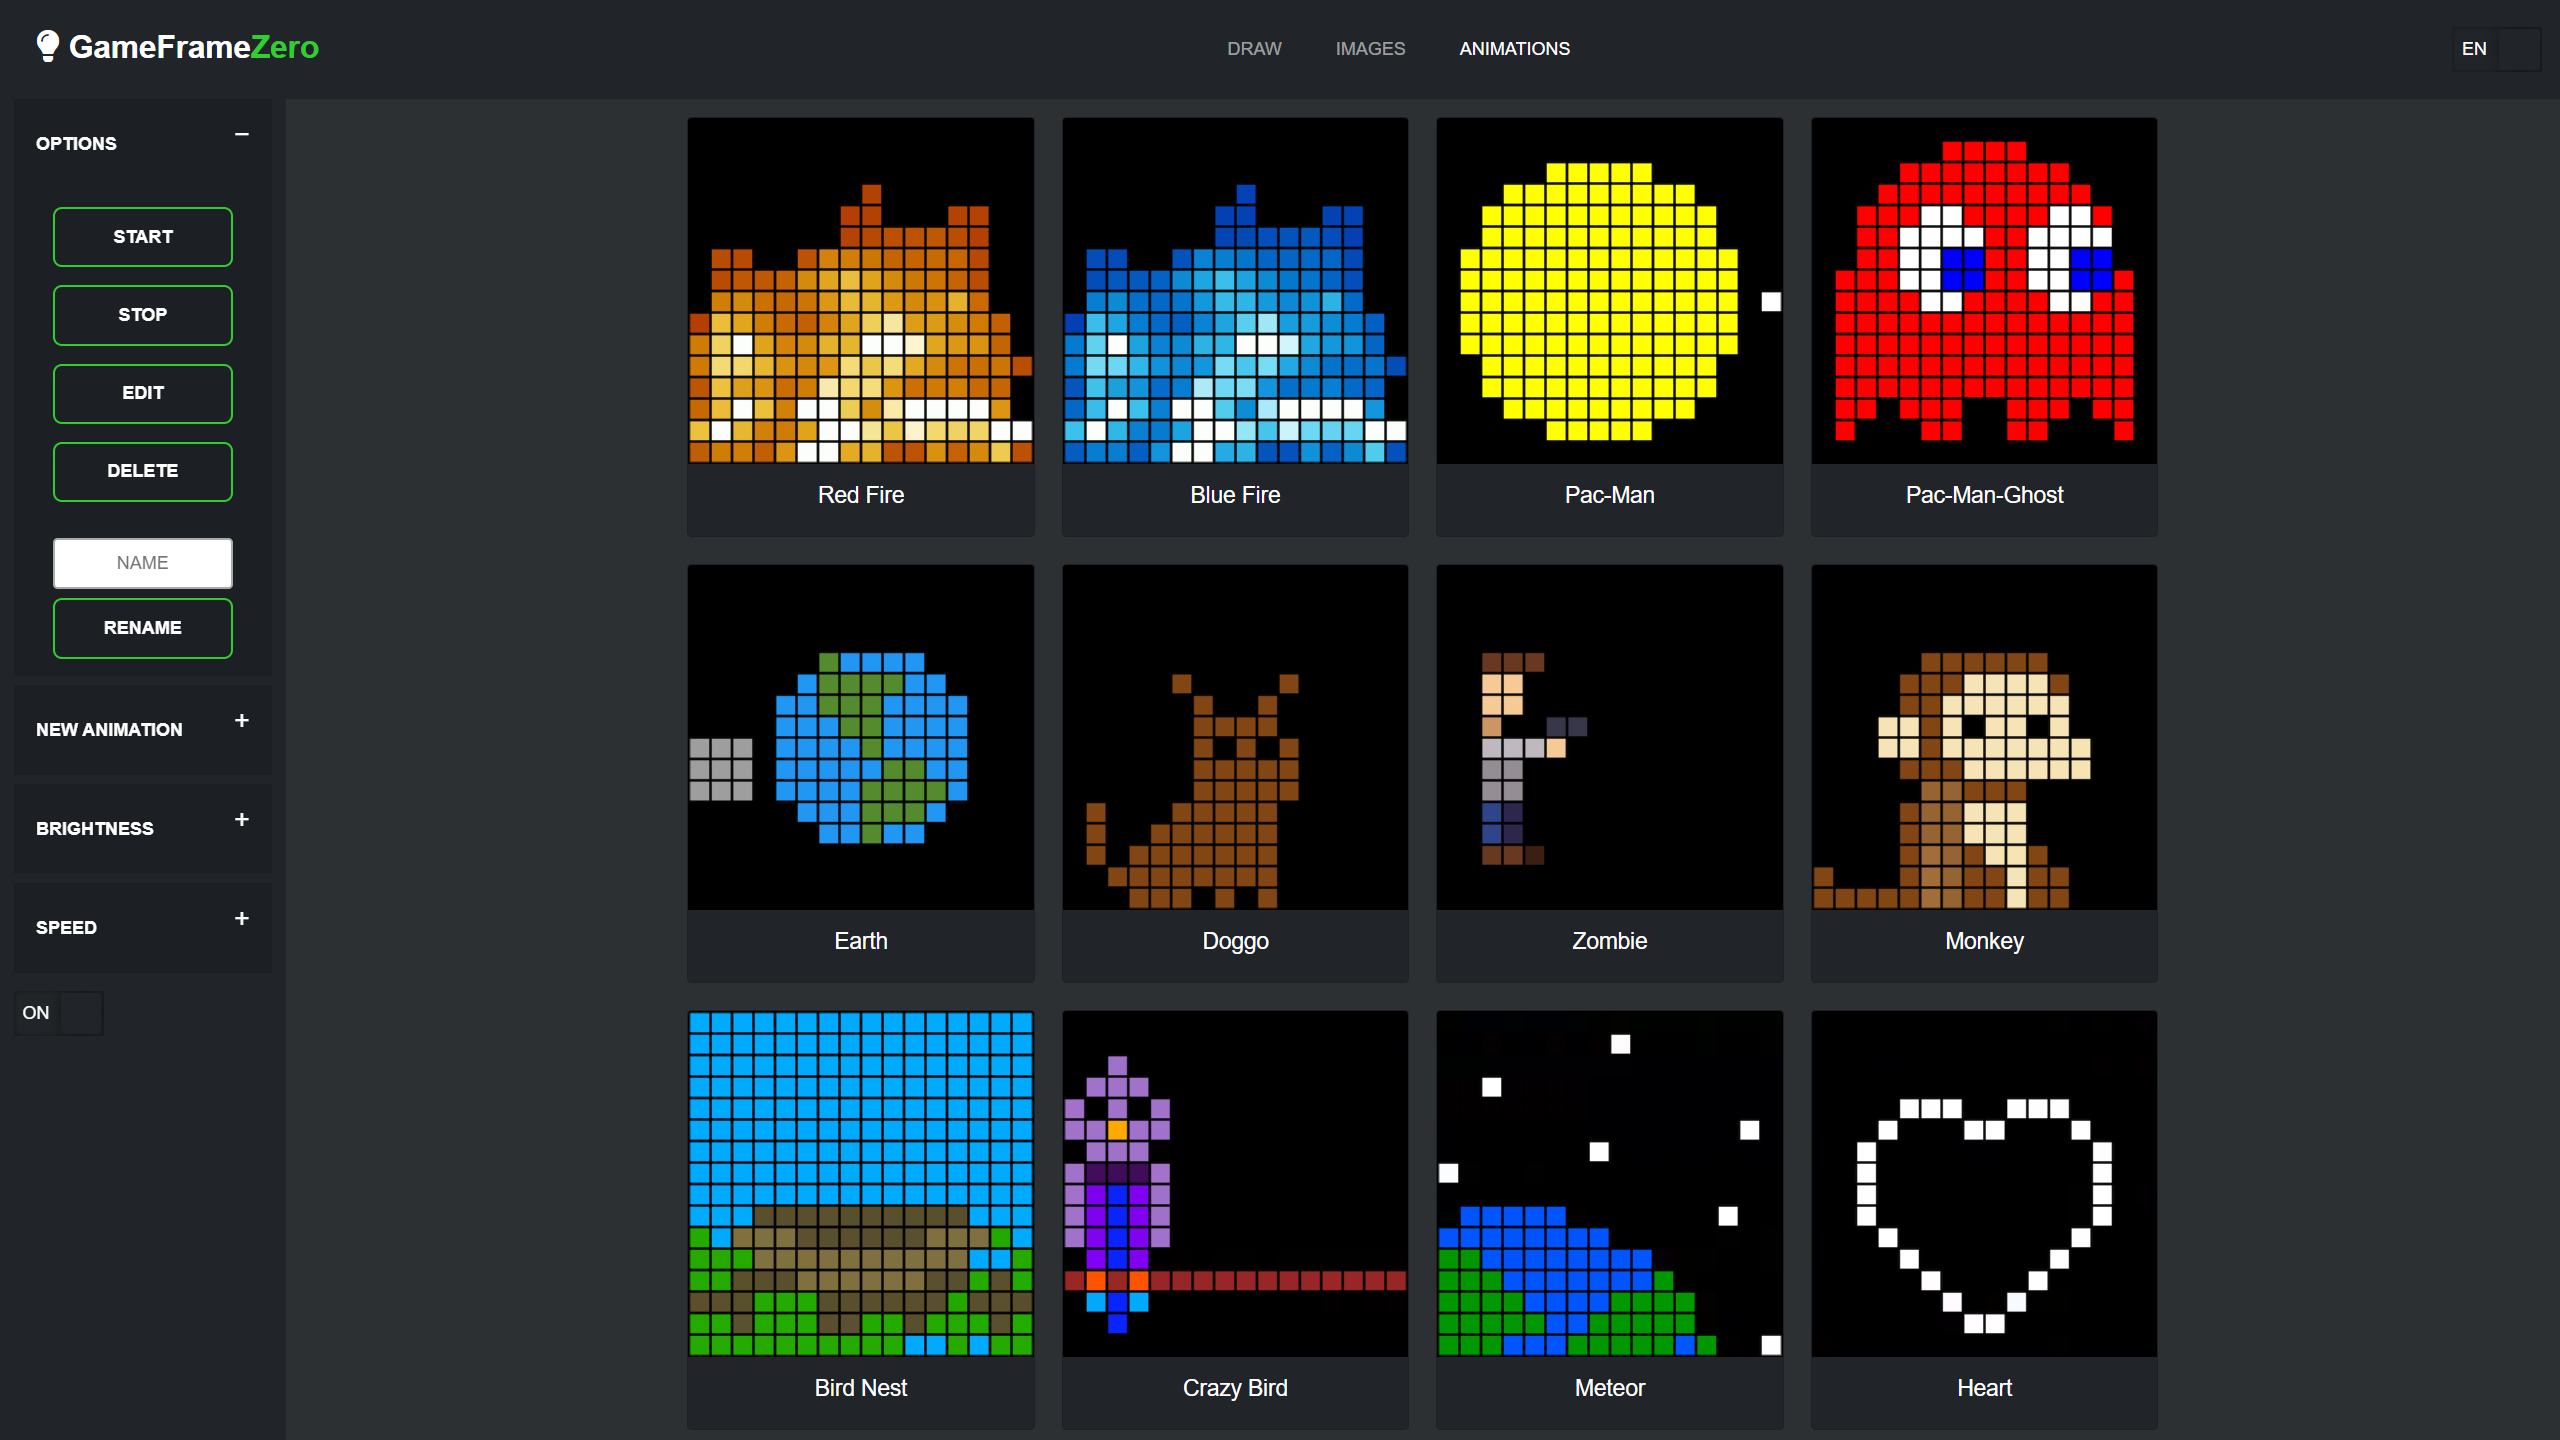 GameFrameZero
DRAW
IMAGES
ANIMATIONS
EN
OPTIONS
−
START
STOP
EDIT
DELETE
NAME
RENAME
NEW ANIMATION
+
BRIGHTNESS
+
SPEED
+
ON
Red Fire
Blue Fire
Pac-Man
Pac-Man-Ghost
Earth
Doggo
Zombie
Monkey
Bird Nest
Crazy Bird
Meteor
Heart